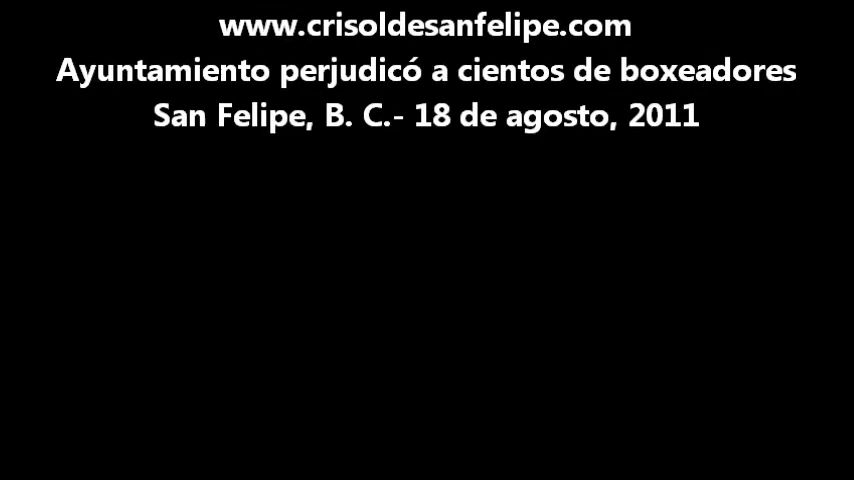 www.crisoldesanfelipe.com
Ayuntamiento perjudicó a cientos de boxeadores
San Felipe, B. C.- 18 de agosto, 2011